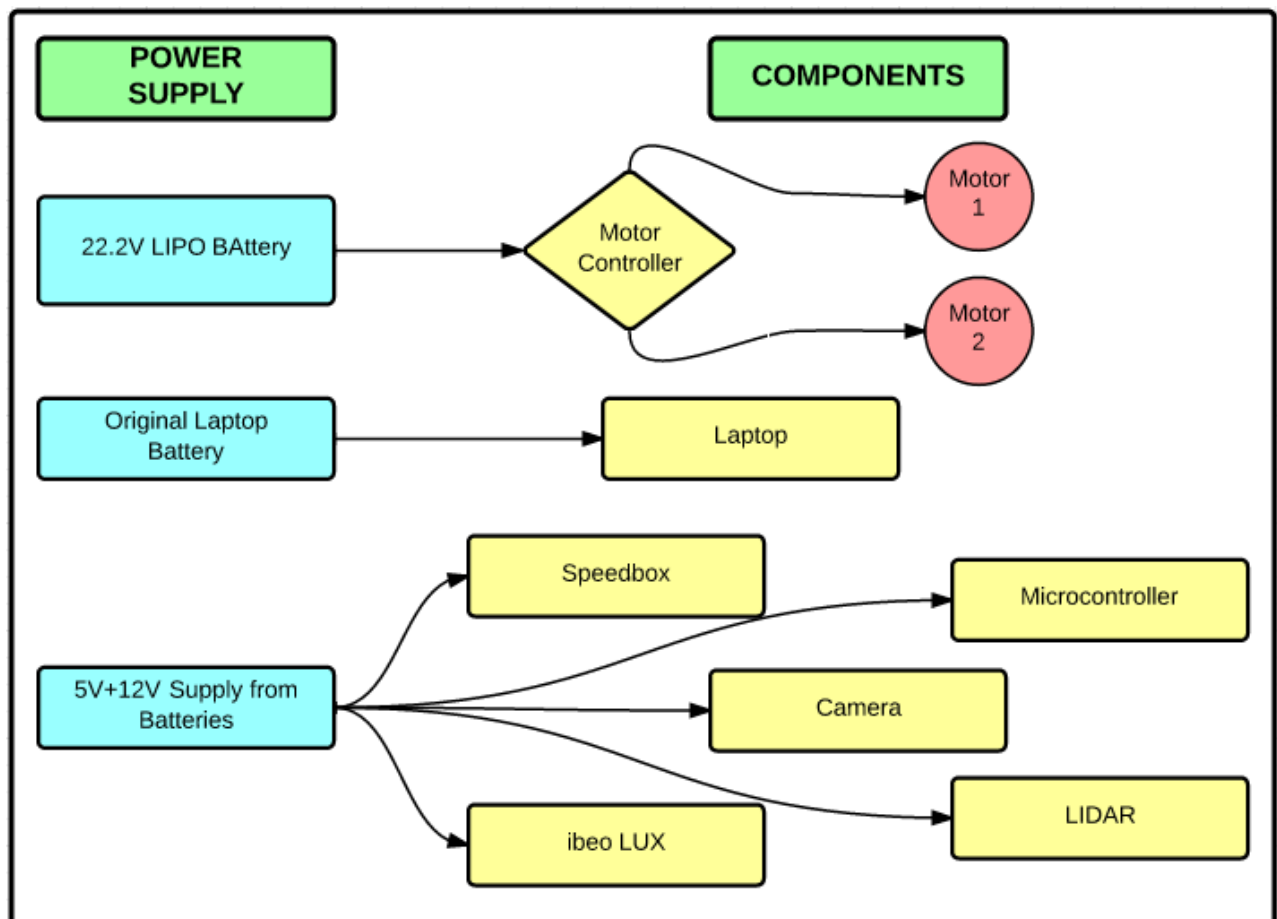 POWER
SUPPLY
COMPONENTS
Motor
1
22.2V LIPO BAttery
Motor
Controller
Motor
2
Original Laptop
Battery
Laptop
Speedbox
Microcontroller
5V+12V Supply from
Batteries
Camera
LIDAR
ibeo LUX